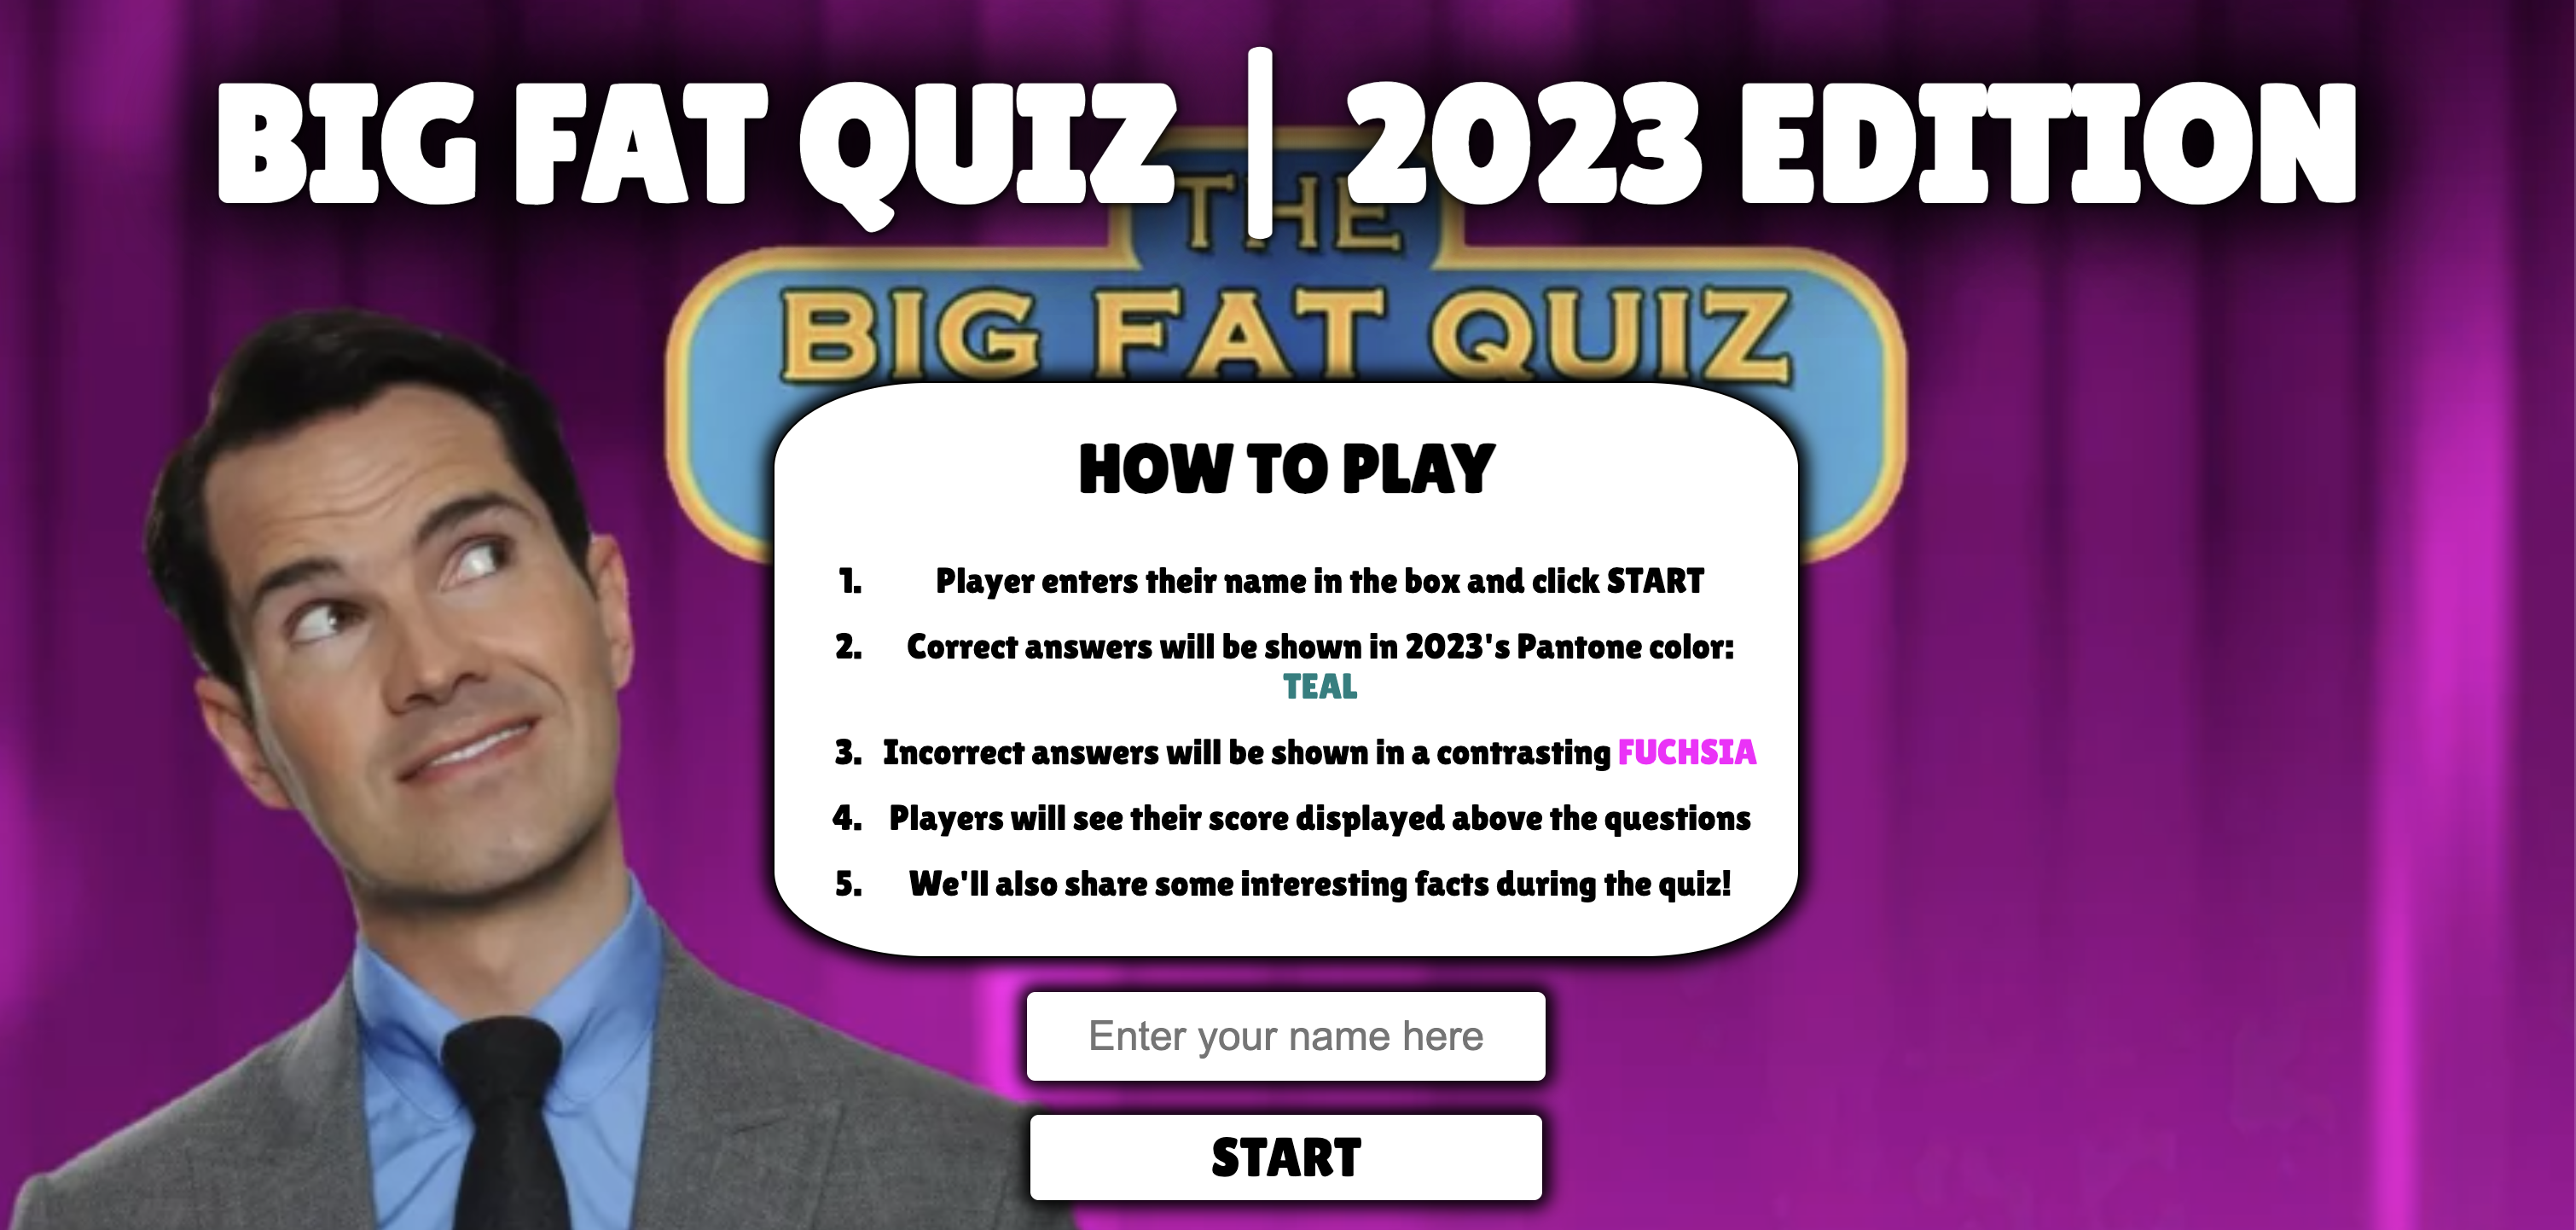 BIG FAT QUIZ | 2023 EDITION
THE
BIG FAT QUIZ
HOW TO PLAY
1. Player enters their name in the box and click START
2. Correct answers will be shown in 2023's Pantone color:
TEAL
3. Incorrect answers will be shown in a contrasting FUCHSIA
4. Players will see their score displayed above the questions
5. We'll also share some interesting facts during the quiz!
Enter your name here
START